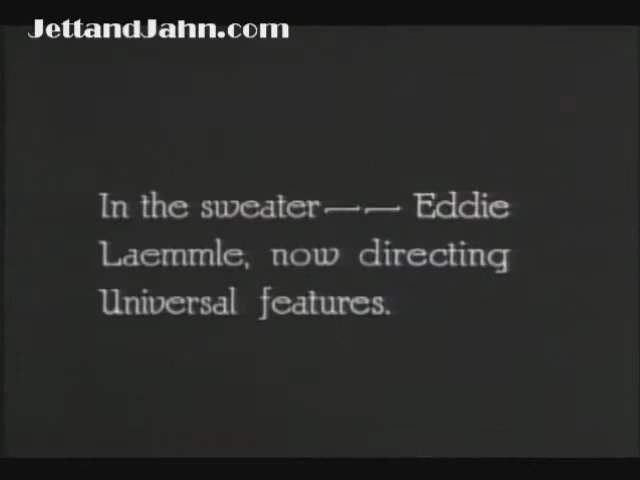 JettandJahn.com
In the sweater—— Eddie
Laemmle, now directing
Universal features.